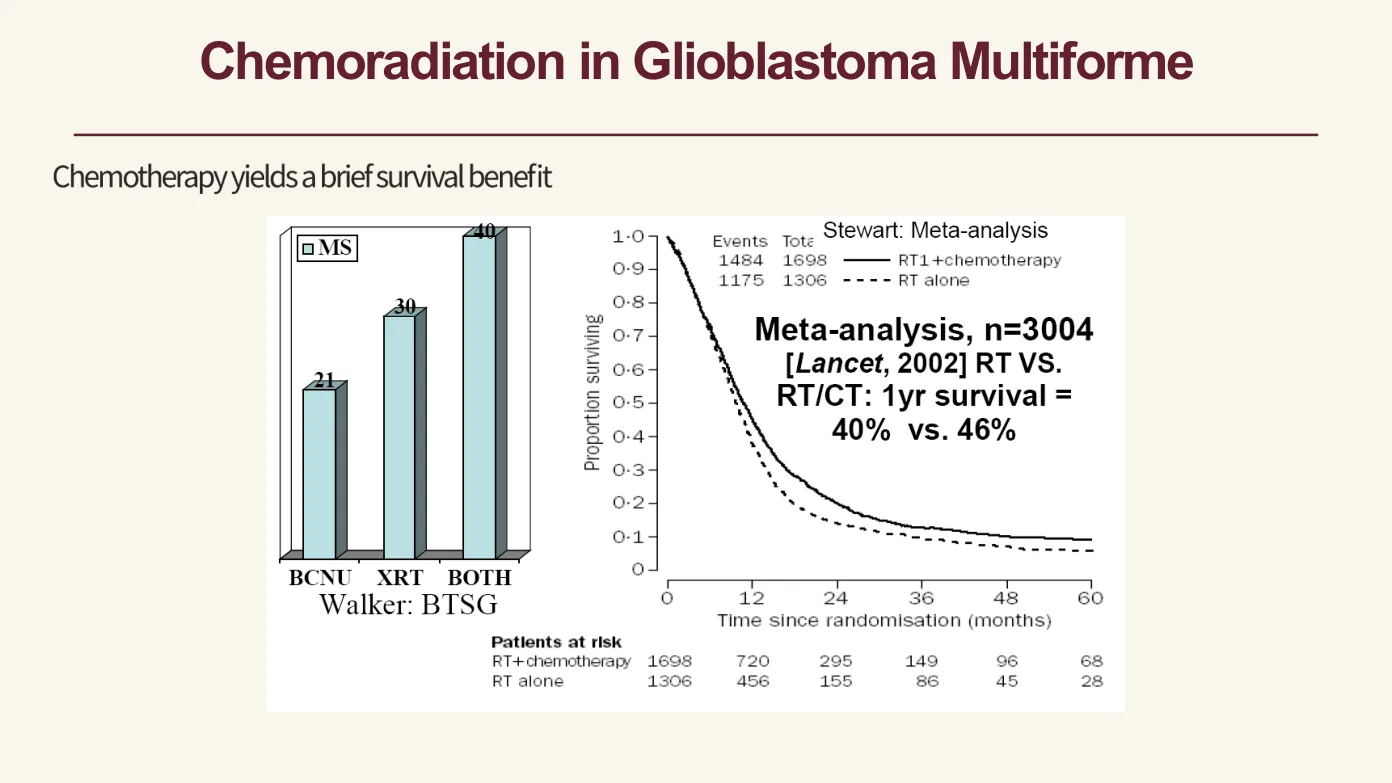 Chemoradiation in Glioblastoma Multiforme
Chemotherapy yields a brief survival benefit
MS
21
30
40
BCNU XRT BOTH
Walker: BTSG
Stewart: Meta-analysis
Events Tota
1484 1698 RT1+chemotherapy
1175 1306 RT alone
Meta-analysis, n=3004
[Lancet, 2002] RT VS.
RT/CT: 1yr survival =
40% vs. 46%
Proportion surviving
1·0
0·9
0·8
0·7
0·6
0·5
0·4
0·3
0·2
0·1
0
0 12 24 36 48 60
Time since randomisation (months)
Patients at risk
RT+chemotherapy 1698 720 295 149 96 68
RT alone 1306 456 155 86 45 28